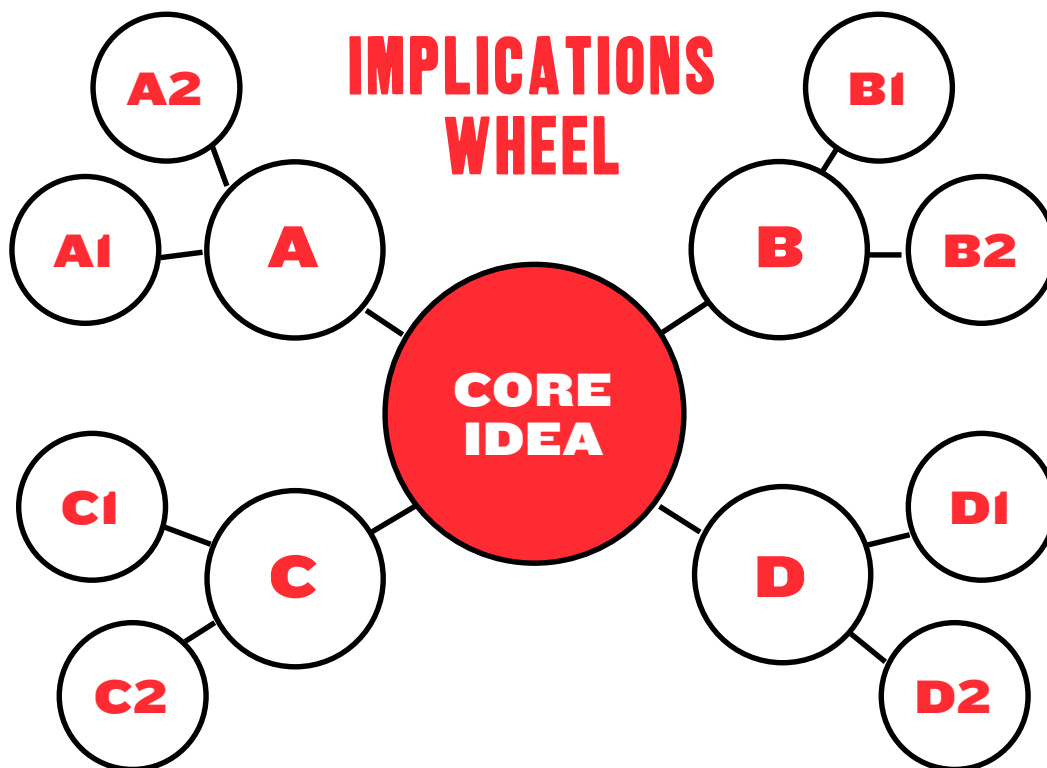 IMPLICATIONS
WHEEL
A2
A1
A
B1
B
B2
CORE
IDEA
C1
C
C2
D1
D
D2